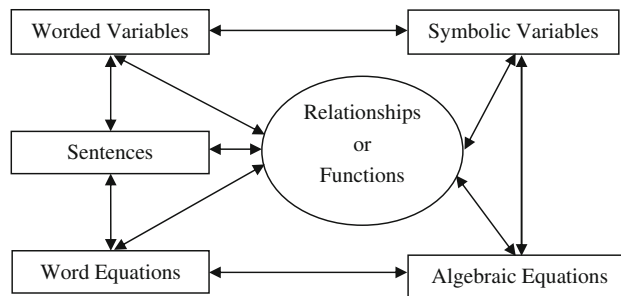 Worded Variables
Symbolic Variables
Relationships
or
Functions
Sentences
Word Equations
Algebraic Equations